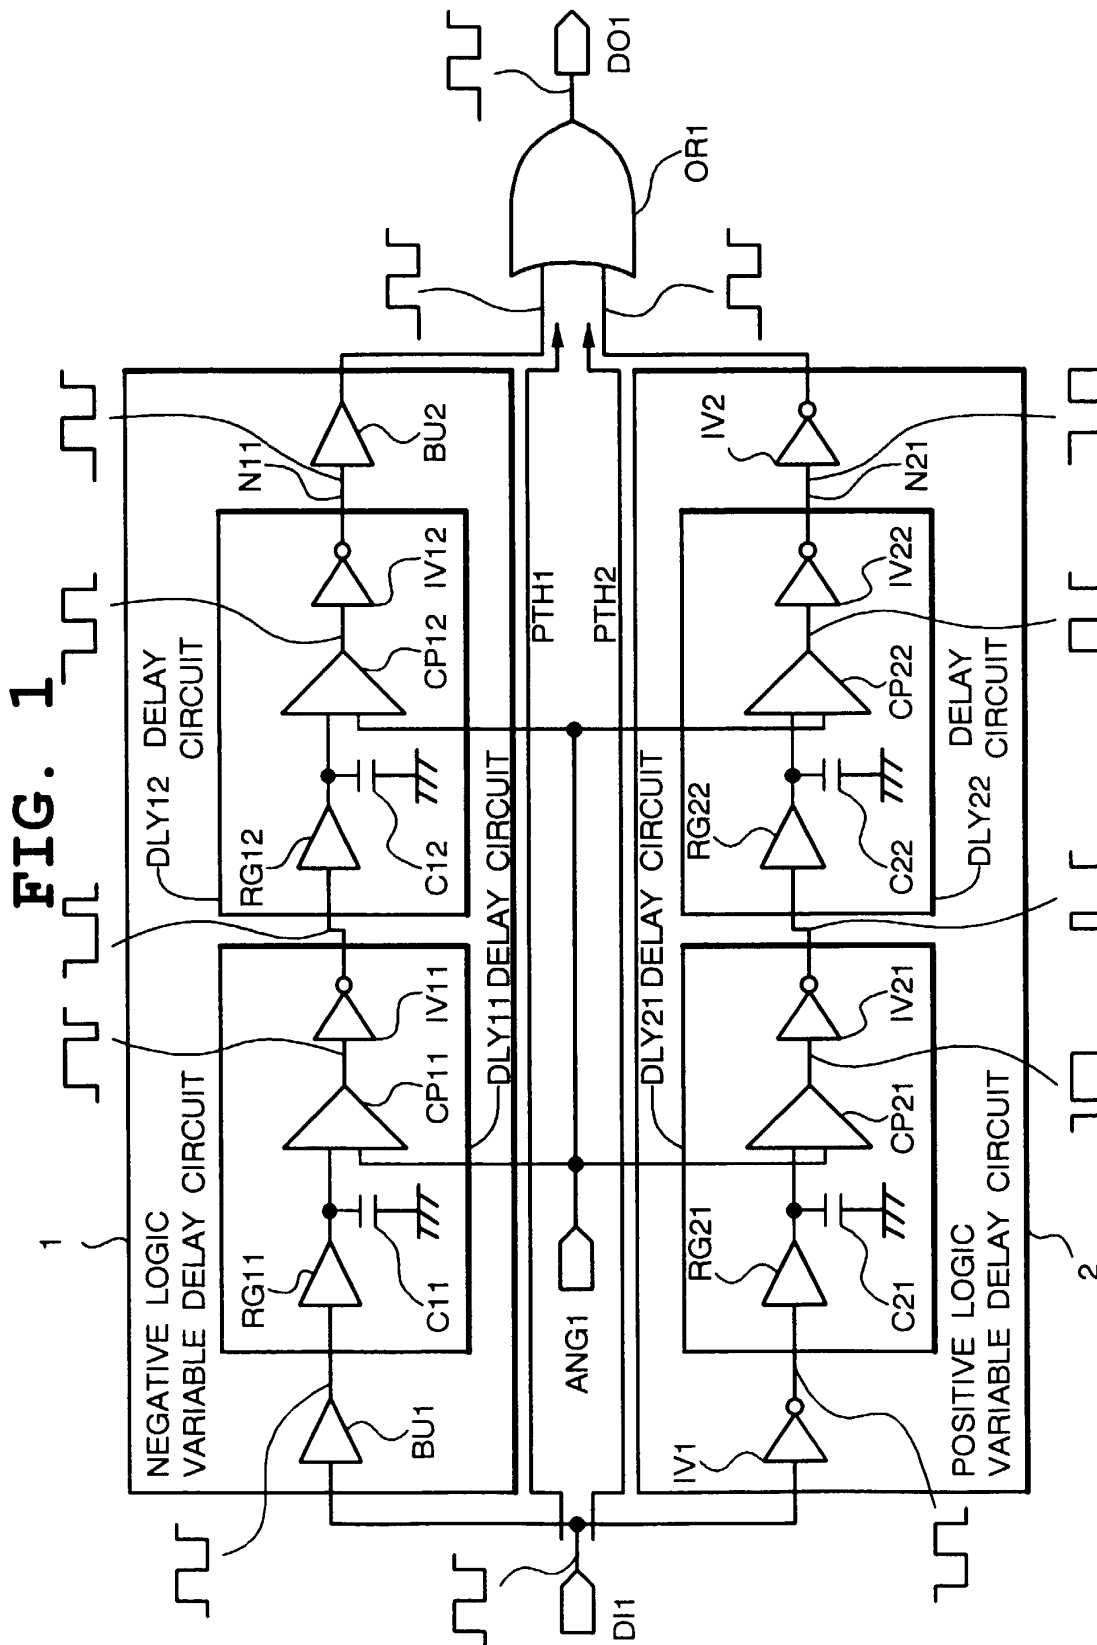 FIG. 1
1
NEGATIVE LOGIC
VARIABLE DELAY CIRCUIT
DLY12 DELAY
CIRCUIT
RG11
CP11
IV11
C11
BU1
RG12
CP12
IV12
C12
N11
BU2
DLY11 DELAY CIRCUIT
PTH1
PTH2
DI1
ANG1
OR1
DO1
DLY21 DELAY CIRCUIT
IV1
RG21
CP21
IV21
C21
RG22
CP22
IV22
C22
IV2
N21
DELAY
CIRCUIT
DLY22
POSITIVE LOGIC
VARIABLE DELAY CIRCUIT
2